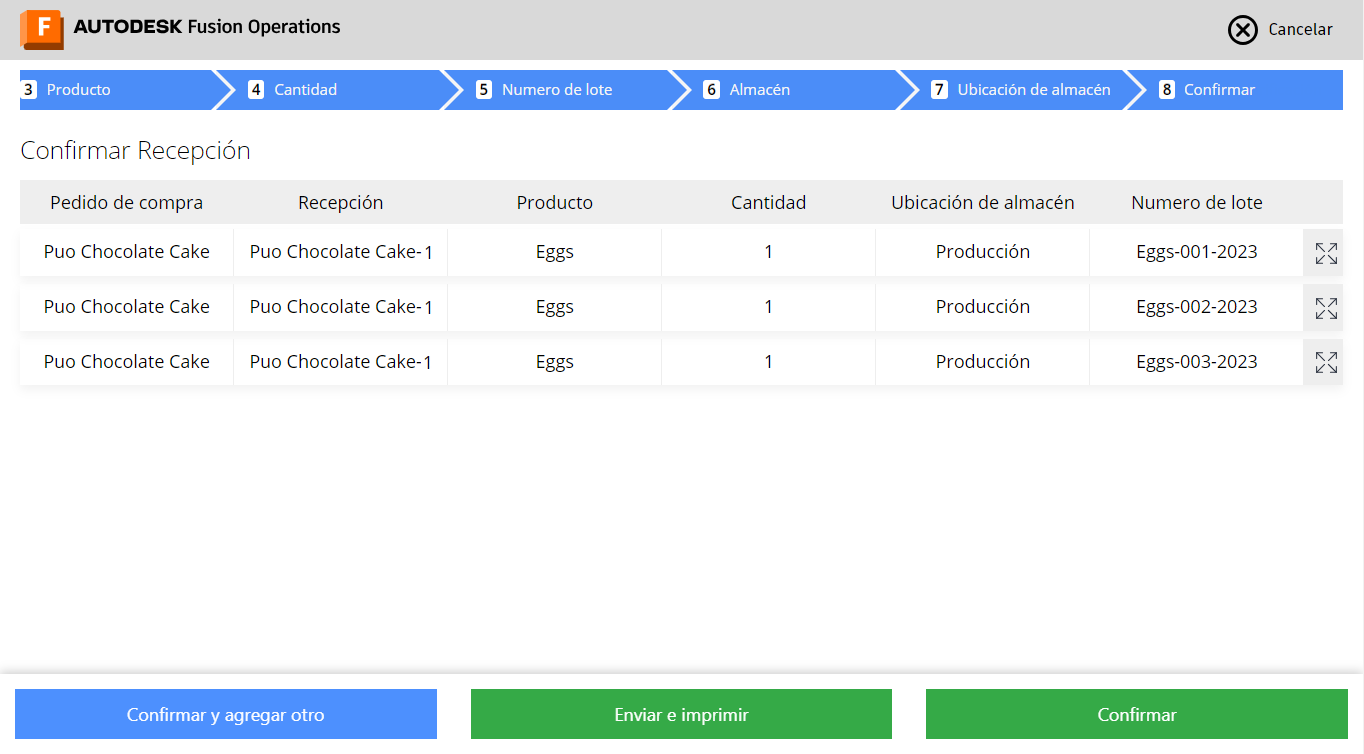 F AUTODESK Fusion Operations Cancelar
3 Producto 4 Cantidad 5 Numero de lote 6 Almacén 7 Ubicación de almacén 8 Confirmar
Confirmar Recepción
Pedido de compra Recepción Producto Cantidad Ubicación de almacén Numero de lote
Puo Chocolate Cake Puo Chocolate Cake-1 Eggs 1 Producción Eggs-001-2023
Puo Chocolate Cake Puo Chocolate Cake-1 Eggs 1 Producción Eggs-002-2023
Puo Chocolate Cake Puo Chocolate Cake-1 Eggs 1 Producción Eggs-003-2023
Confirmar y agregar otro Enviar e imprimir Confirmar